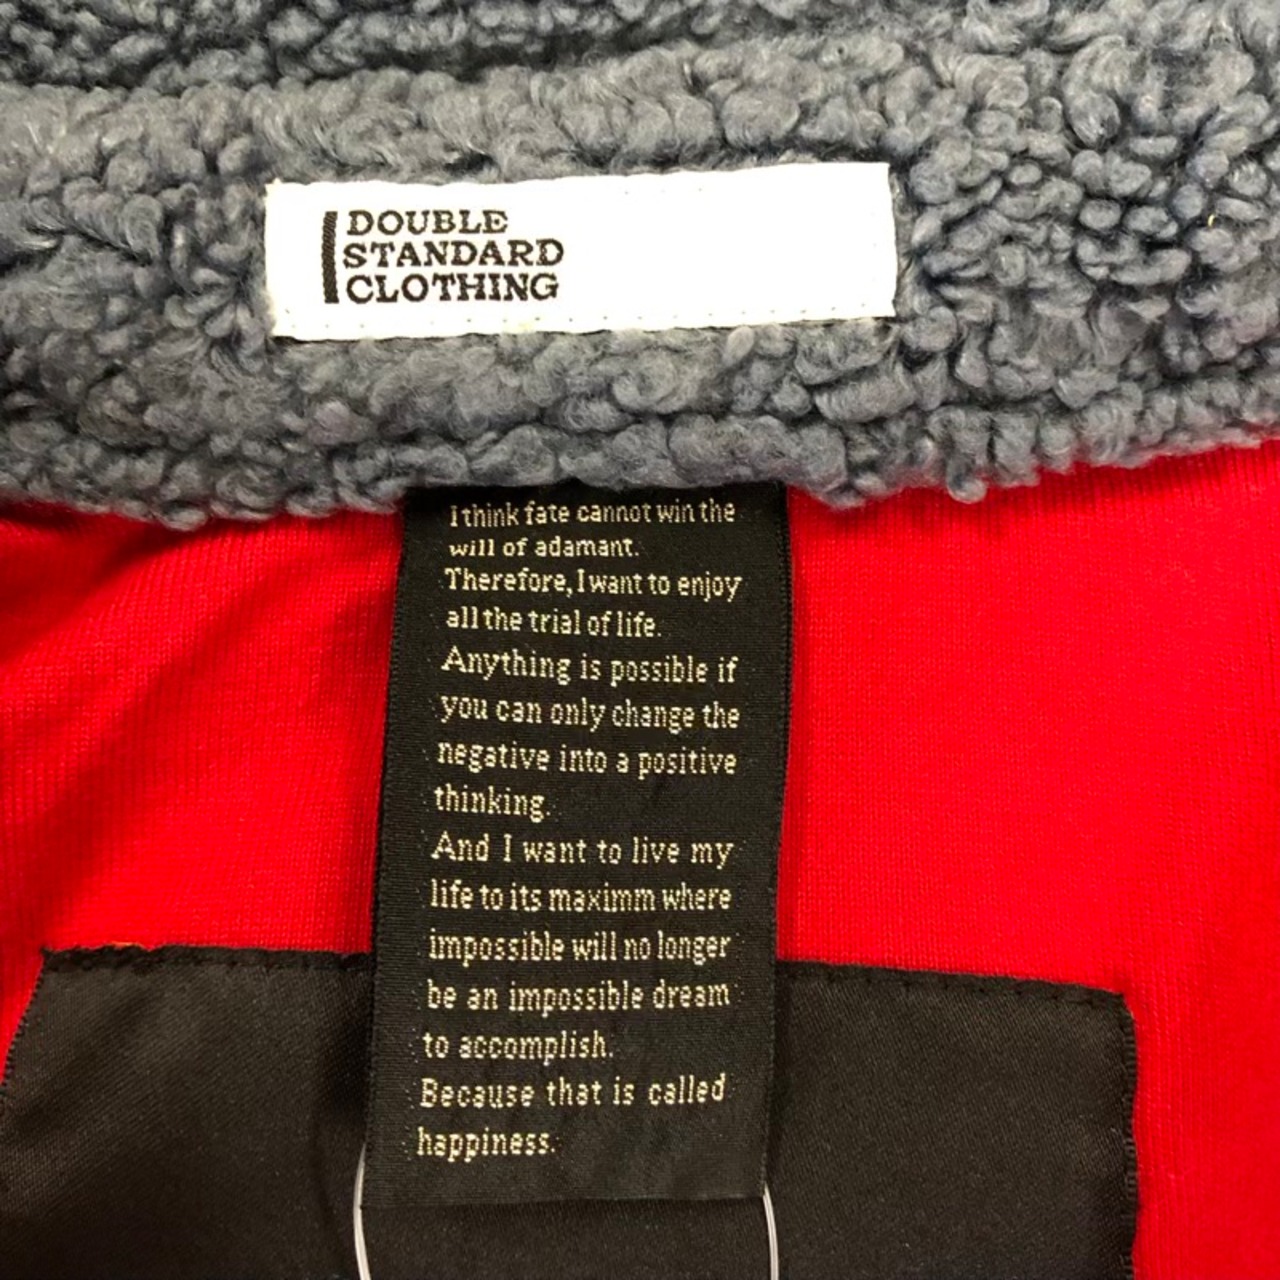 DOUBLE
STANDARD
CLOTHING
I think fate cannot win the
will of adamant.
Therefore, I want to enjoy
all the trial of life.
Anything is possible if
you can only change the
negative into a positive
thinking.
And I want to live my
life to its maximm where
impossible will no longer
be an impossible dream
to accomplish.
Because that is called
happiness.